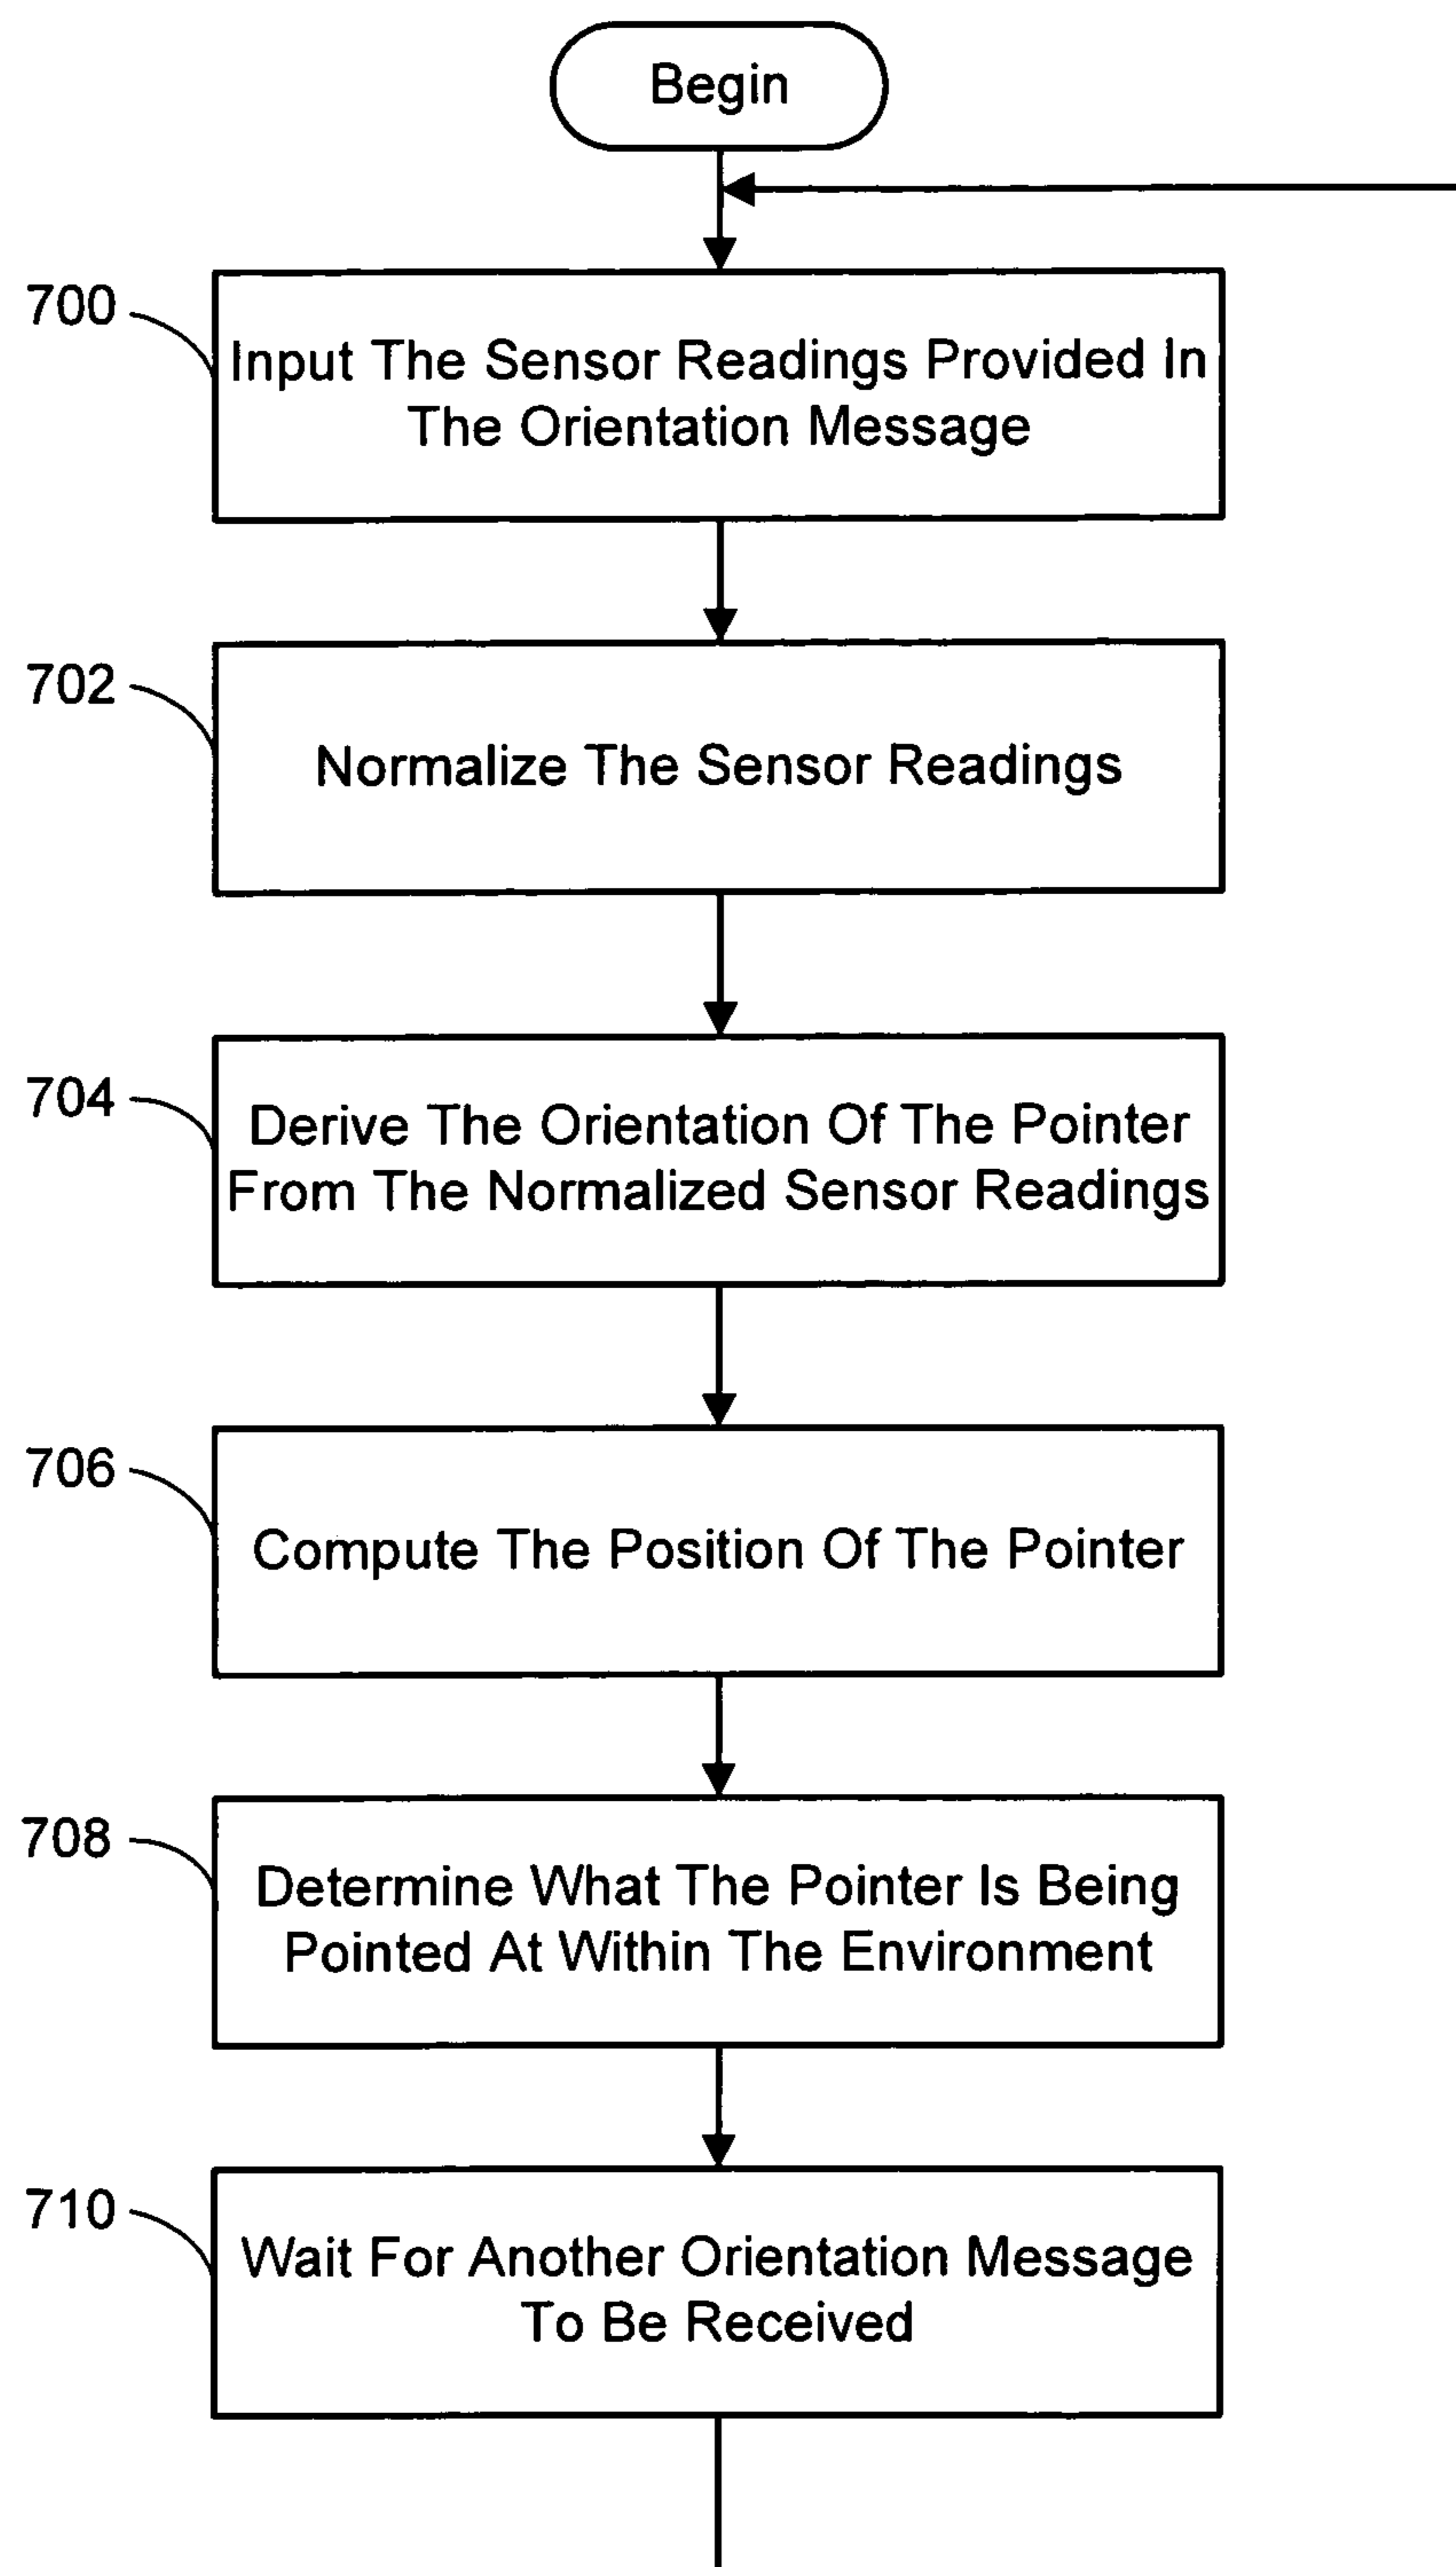 Begin
700
Input The Sensor Readings Provided In
The Orientation Message
702
Normalize The Sensor Readings
704
Derive The Orientation Of The Pointer
From The Normalized Sensor Readings
706
Compute The Position Of The Pointer
708
Determine What The Pointer Is Being
Pointed At Within The Environment
710
Wait For Another Orientation Message
To Be Received